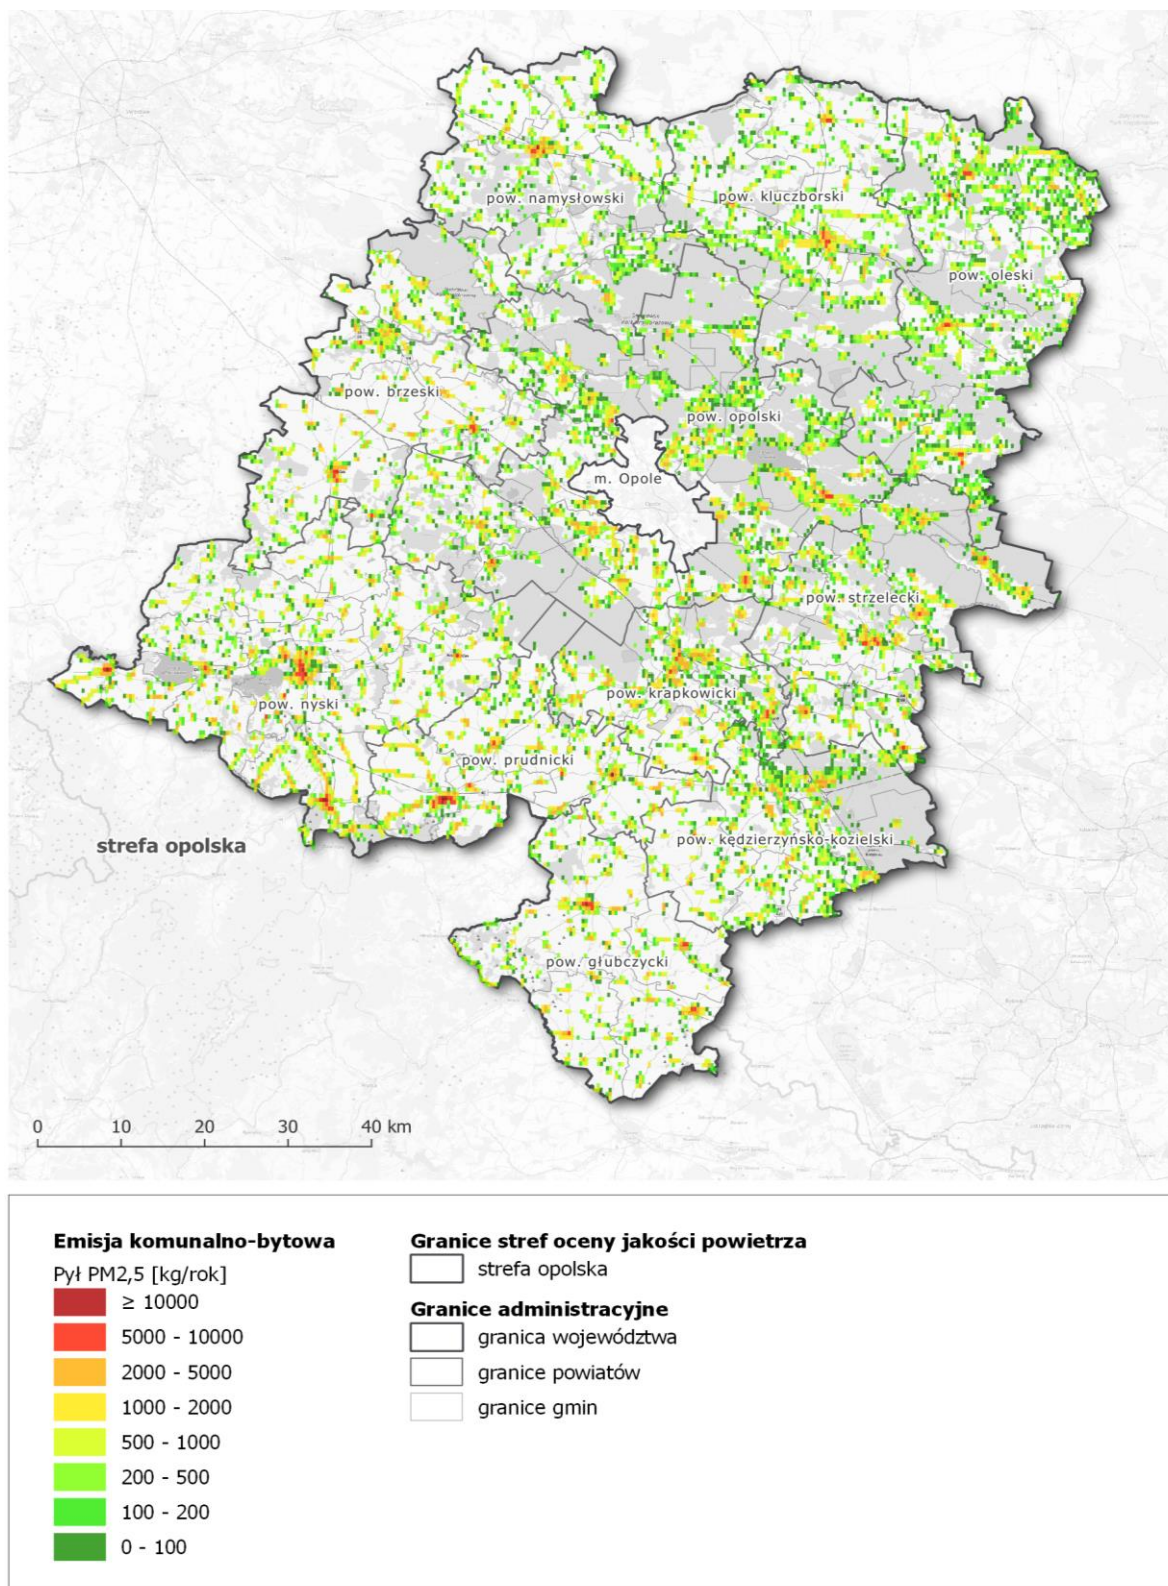 pow. namysłowski
pow. kluczborski
pow. oleski
pow. brzeski
pow. opolski
m. Opole
pow. strzelecki
pow. krapkowicki
pow. nyski
pow. prudnicki
pow. kędzierzyńsko-kozielski
strefa opolska
pow. głubczycki
0 10 20 30 40 km
Emisja komunalno-bytowa
Pył PM2,5 [kg/rok]
≥ 10000
5000 - 10000
2000 - 5000
1000 - 2000
500 - 1000
200 - 500
100 - 200
0 - 100
Granice stref oceny jakości powietrza
strefa opolska
Granice administracyjne
granica województwa
granice powiatów
granice gmin